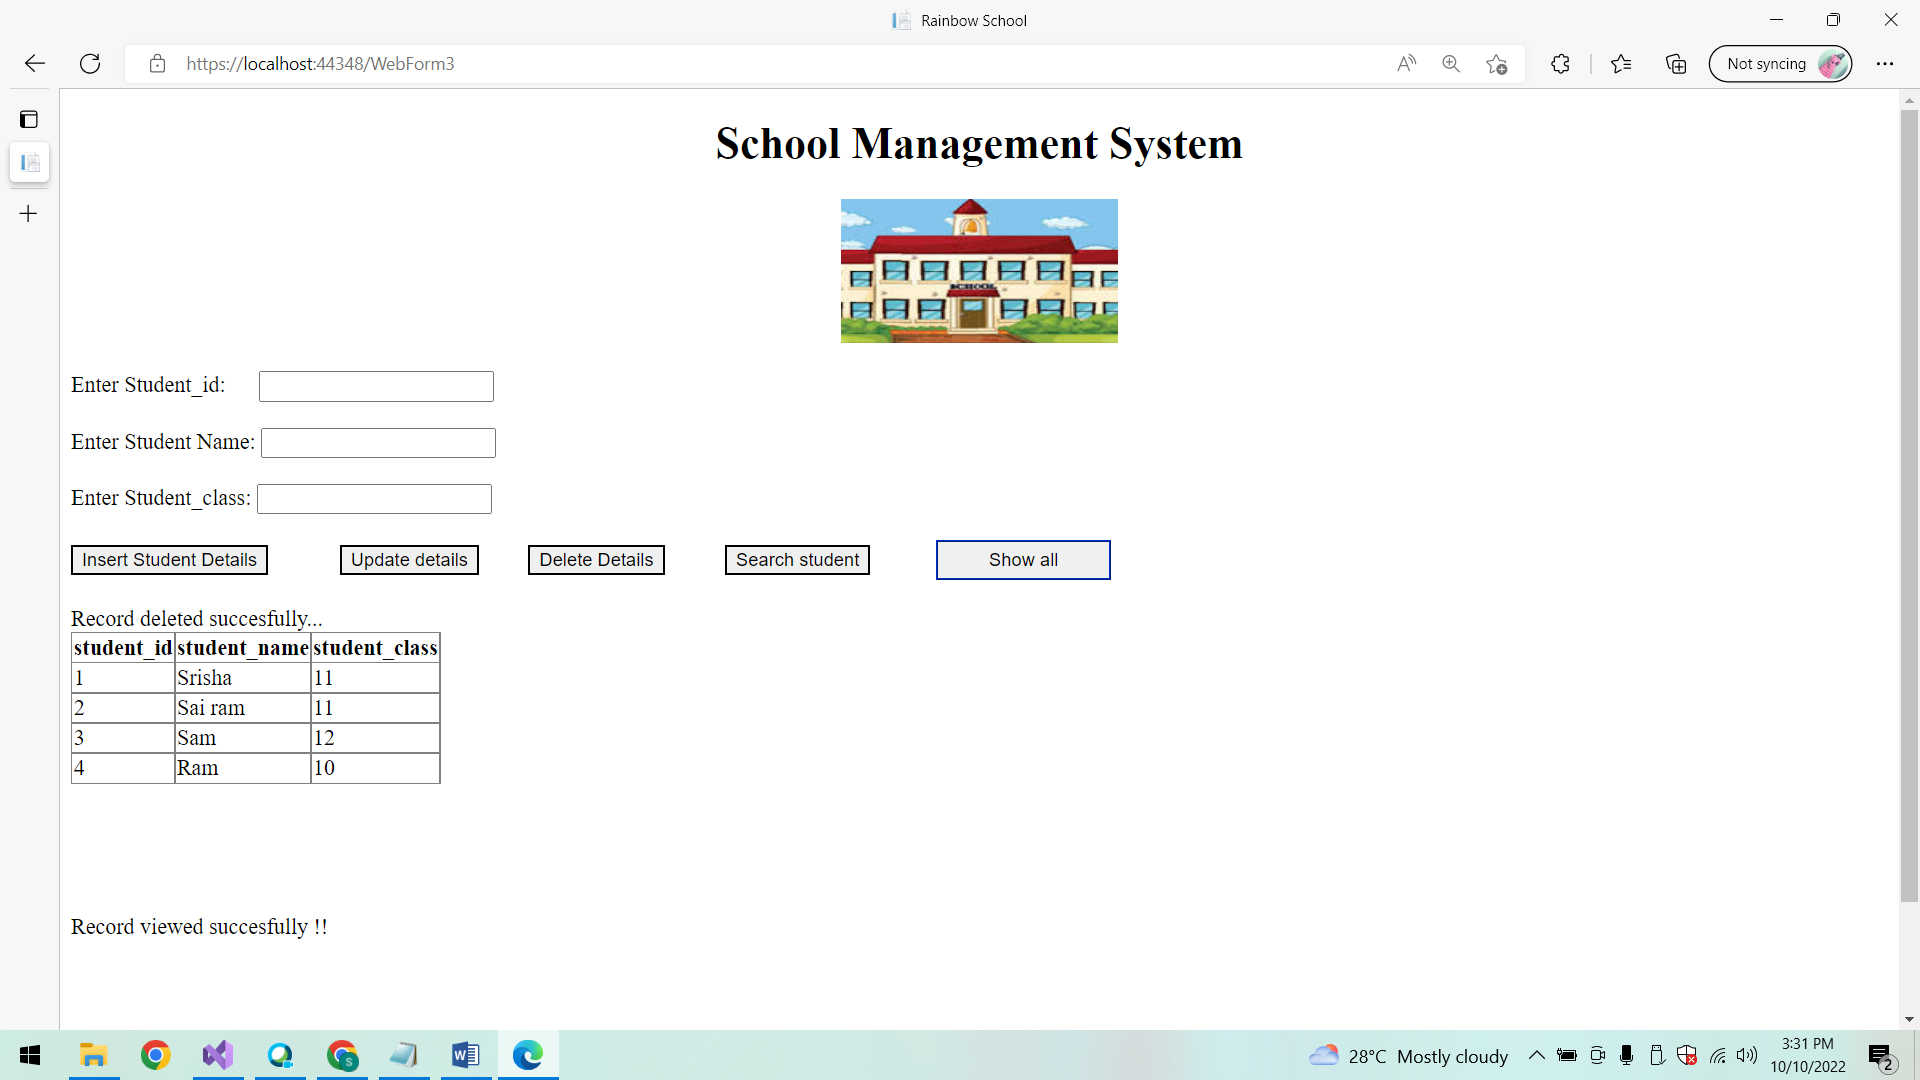 Rainbow School
https://localhost:44348/WebForm3
Not syncing
School Management System
SCHOOL
Enter Student_id:
Enter Student Name:
Enter Student_class:
Insert Student Details Update details Delete Details Search student Show all
Record deleted succesfully...
student_id student_name student_class
1 Srisha 11
2 Sai ram 11
3 Sam 12
4 Ram 10
Record viewed succesfully !!
28°C Mostly cloudy
3:31 PM
10/10/2022
2